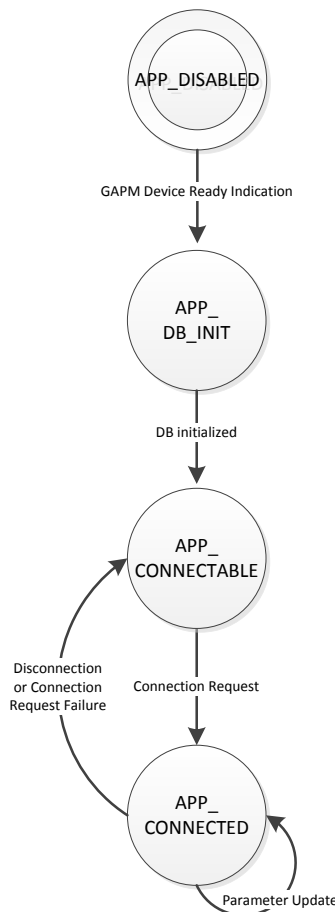 APP_DISABLED
GAPM Device Ready Indication
APP_
DB_INIT
DB initialized
APP_
CONNECTABLE
Disconnection
or Connection
Request Failure
Connection Request
APP_
CONNECTED
Parameter Update